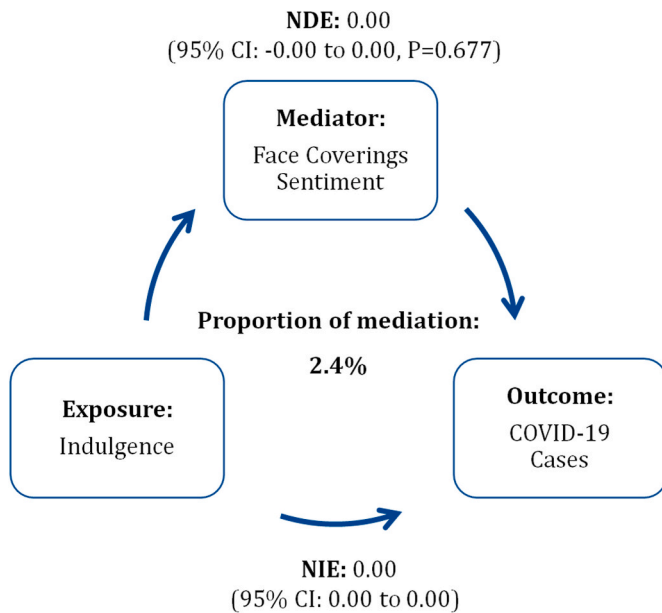 NDE: 0.00
(95% CI: -0.00 to 0.00, P=0.677)
Mediator:
Face Coverings
Sentiment
Proportion of mediation:
2.4%
Exposure:
Indulgence
Outcome:
COVID-19
Cases
NIE: 0.00
(95% CI: 0.00 to 0.00)